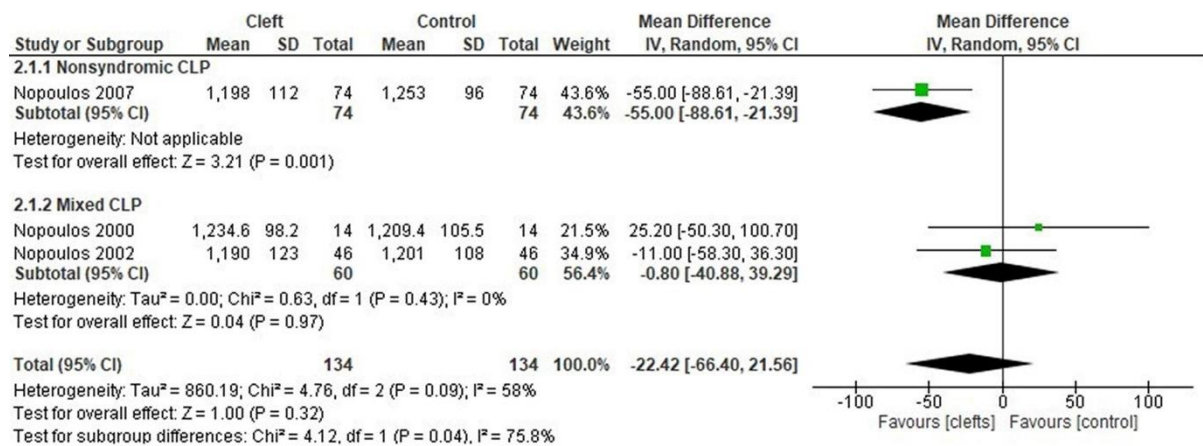 Cleft Control Mean Difference Mean Difference
Study or Subgroup Mean SD Total Mean SD Total Weight IV, Random, 95% CI IV, Random, 95% CI
2.1.1 Nonsyndromic CLP
Nopoulos 2007 1,198 112 74 1,253 96 74 43.6% -55.00 [-88.61, -21.39]
Subtotal (95% CI) 74 74 43.6% -55.00 [-88.61, -21.39]
Heterogeneity: Not applicable
Test for overall effect: Z = 3.21 (P = 0.001)
2.1.2 Mixed CLP
Nopoulos 2000 1,234.6 98.2 14 1,209.4 105.5 14 21.5% 25.20 [-50.30, 100.70]
Nopoulos 2002 1,190 123 46 1,201 108 46 34.9% -11.00 [-58.30, 36.30]
Subtotal (95% CI) 60 60 56.4% -0.80 [-40.88, 39.29]
Heterogeneity: Tau² = 0.00; Chi² = 0.63, df = 1 (P = 0.43); I² = 0%
Test for overall effect: Z = 0.04 (P = 0.97)
Total (95% CI) 134 134 100.0% -22.42 [-66.40, 21.56]
Heterogeneity: Tau² = 860.19; Chi² = 4.76, df = 2 (P = 0.09); I² = 58%
Test for overall effect: Z = 1.00 (P = 0.32)
Test for subgroup differences: Chi² = 4.12, df = 1 (P = 0.04), I² = 75.8%
-100 -50 0 50 100
Favours [clefts] Favours [control]